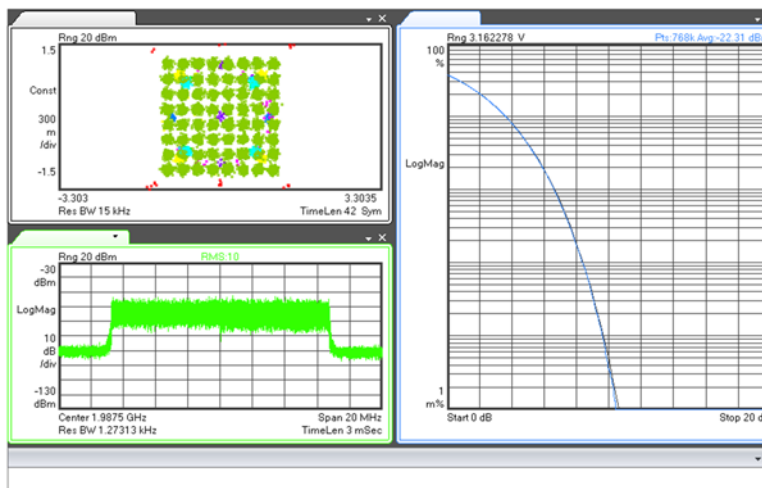 Rng 20 dBm
1.5
Const
300
m
/div
-1.5
-3.303 3.3035
Res BW 15 kHz TimeLen 42 Sym
Rng 20 dBm RMS:10
-30
dBm
LogMag
10
dB
/div
-130
dBm
Center 1.9875 GHz Span 20 MHz
Res BW 1.27313 kHz TimeLen 3 mSec
Rng 3.162278 V Pts:768k Avg:-22.31 dB
100
%
LogMag
1
m%
Start 0 dB Stop 20 d